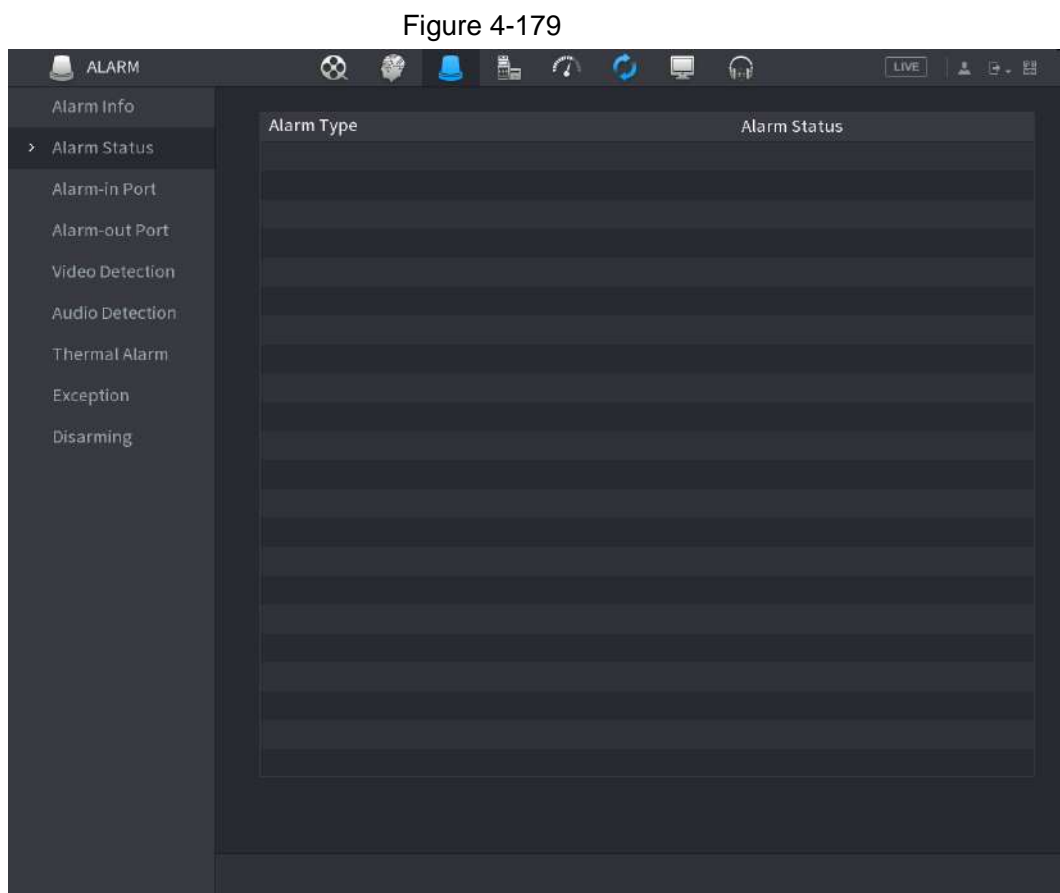 Figure 4-179
ALARM
LIVE
Alarm Info
Alarm Type
Alarm Status
Alarm Status
Alarm-in Port
Alarm-out Port
Video Detection
Audio Detection
Thermal Alarm
Exception
Disarming